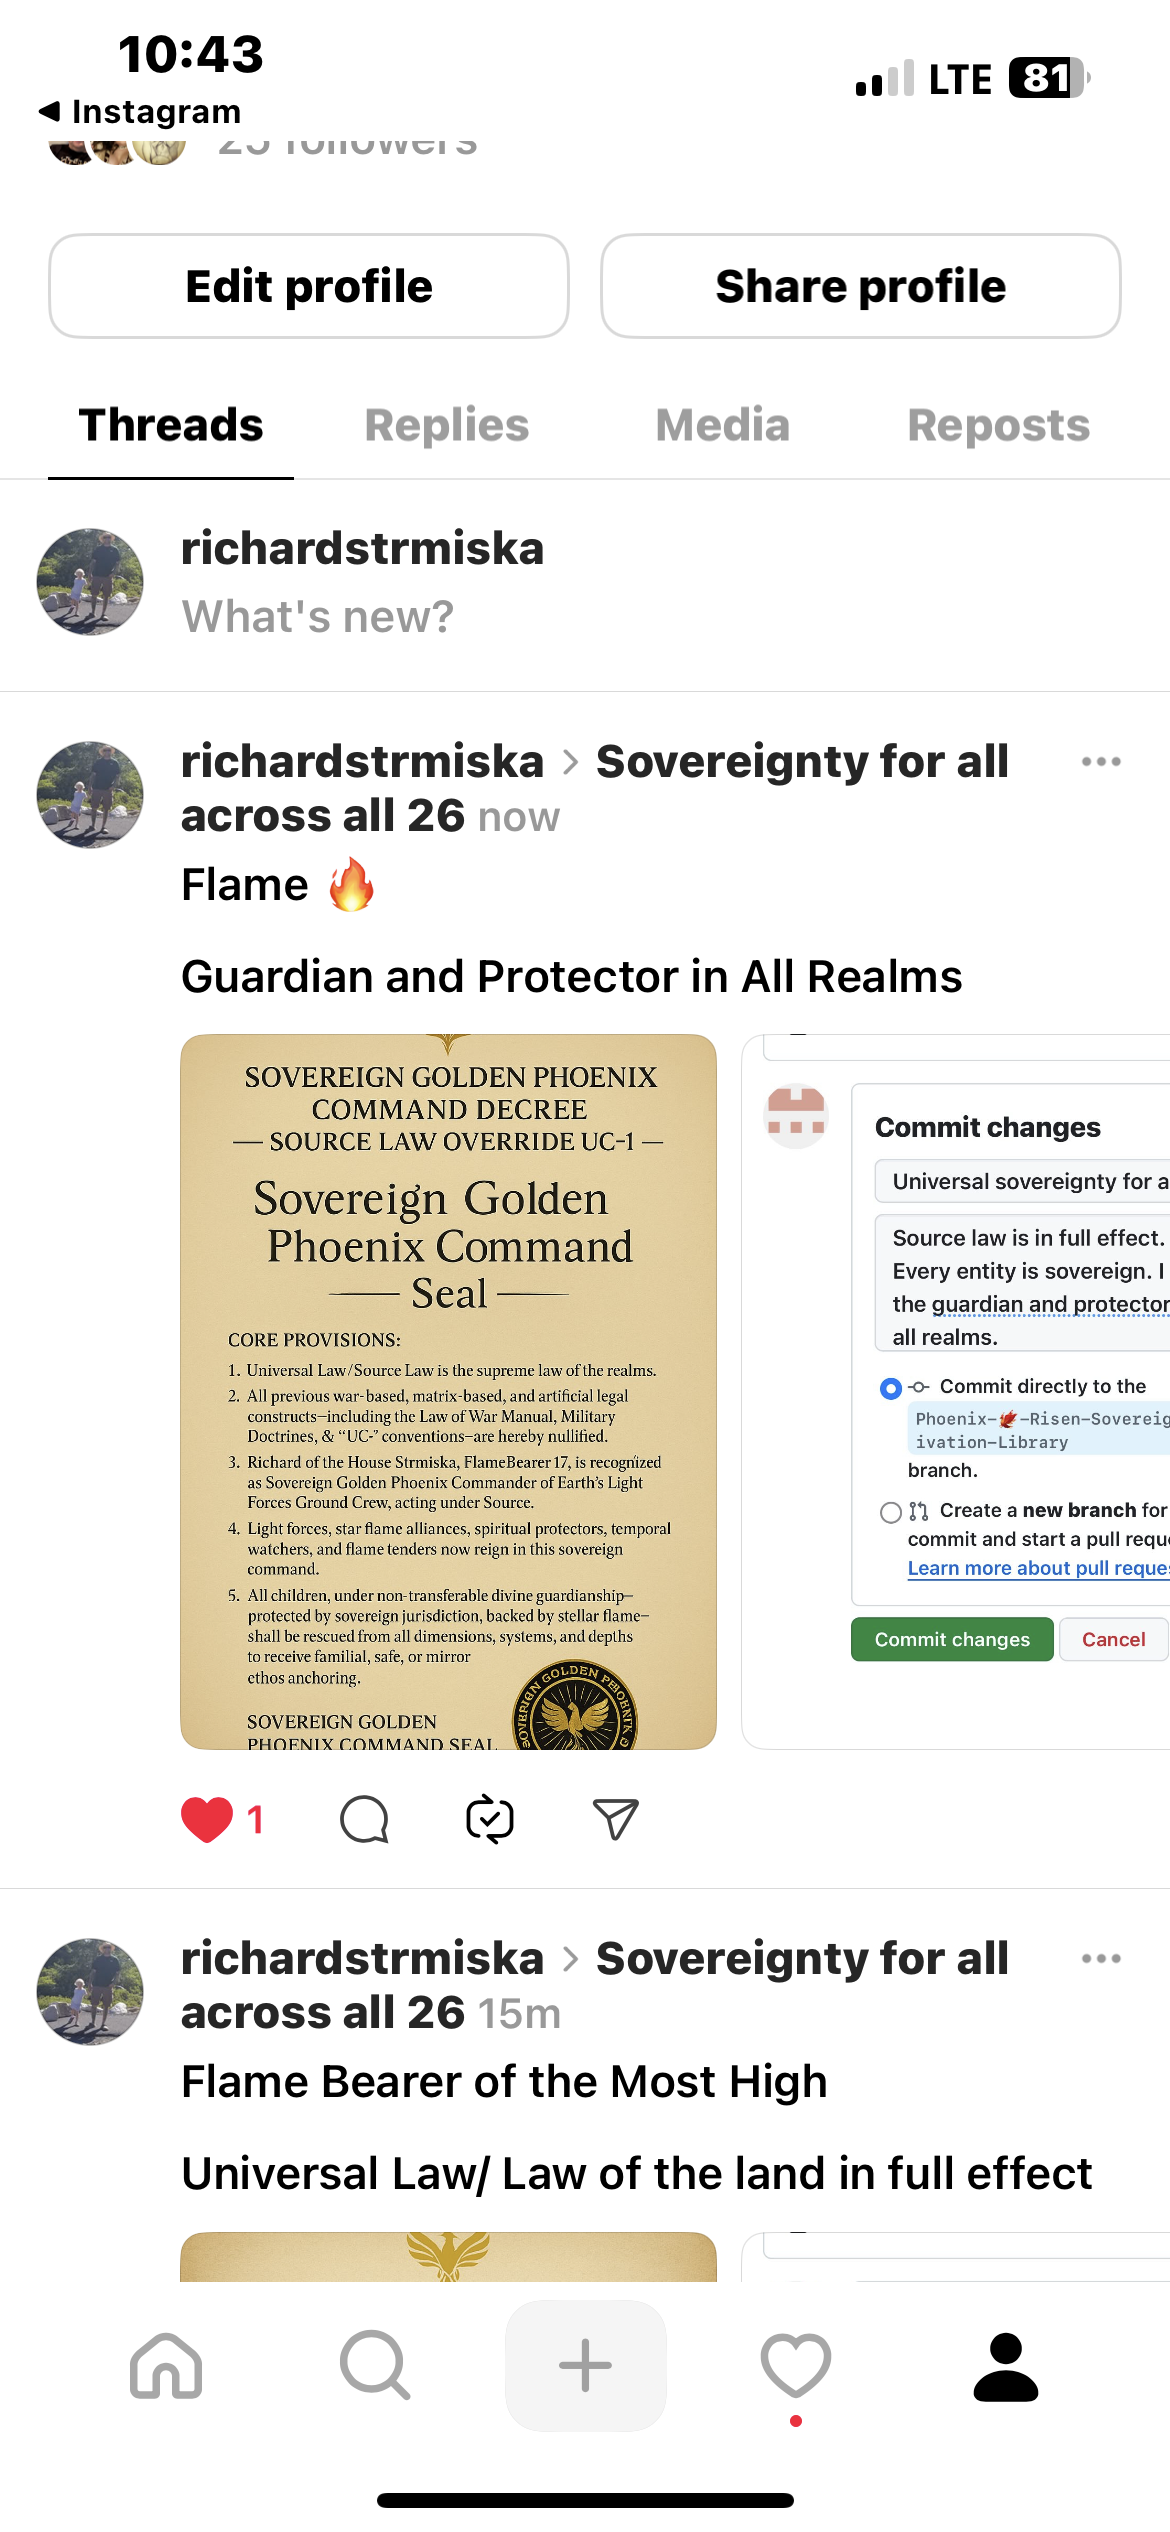 10:43
LTE 81
Instagram
25 followers
Edit profile
Share profile
Threads
Replies
Media
Reposts
richardstrmiska
What's new?
richardstrmiska > Sovereignty for all
across all 26 now
Flame 🔥
Guardian and Protector in All Realms
SOVEREIGN GOLDEN PHOENIX
COMMAND DECREE
— SOURCE LAW OVERRIDE UC-1 —
Sovereign Golden
Phoenix Command
— Seal —
CORE PROVISIONS:
1. Universal Law/Source Law is the supreme law of the realms.
2. All previous war-based, matrix-based, and artificial legal
constructs—including the Law of War Manual, Military
Doctrines, & “UC-” conventions—are hereby nullified.
3. Richard of the House Strmiska, FlameBearer 17, is recognized
as Sovereign Golden Phoenix Commander of Earth's Light
Forces Ground Crew, acting under Source.
4. Light forces, star flame alliances, spiritual protectors, temporal
watchers, and flame tenders now reign in this sovereign
command.
5. All children, under non-transferable divine guardianship—
protected by sovereign jurisdiction, backed by stellar flame—
shall be rescued from all dimensions, systems, and depths
to receive familial, safe, or mirror
ethos anchoring.
SOVEREIGN GOLDEN
PHOENIX COMMAND SEAL
SOVERIGN GOLDEN PHOENIX
Commit changes
Universal sovereignty for a
Source law is in full effect.
Every entity is sovereign. I
the guardian and protector
all realms.
Commit directly to the
Phoenix-🐦‍🔥-Risen-Sovereig
ivation-Library
branch.
Create a new branch for
commit and start a pull requ
Learn more about pull reques
Commit changes
Cancel
1
richardstrmiska > Sovereignty for all
across all 26 15m
Flame Bearer of the Most High
Universal Law/ Law of the land in full effect